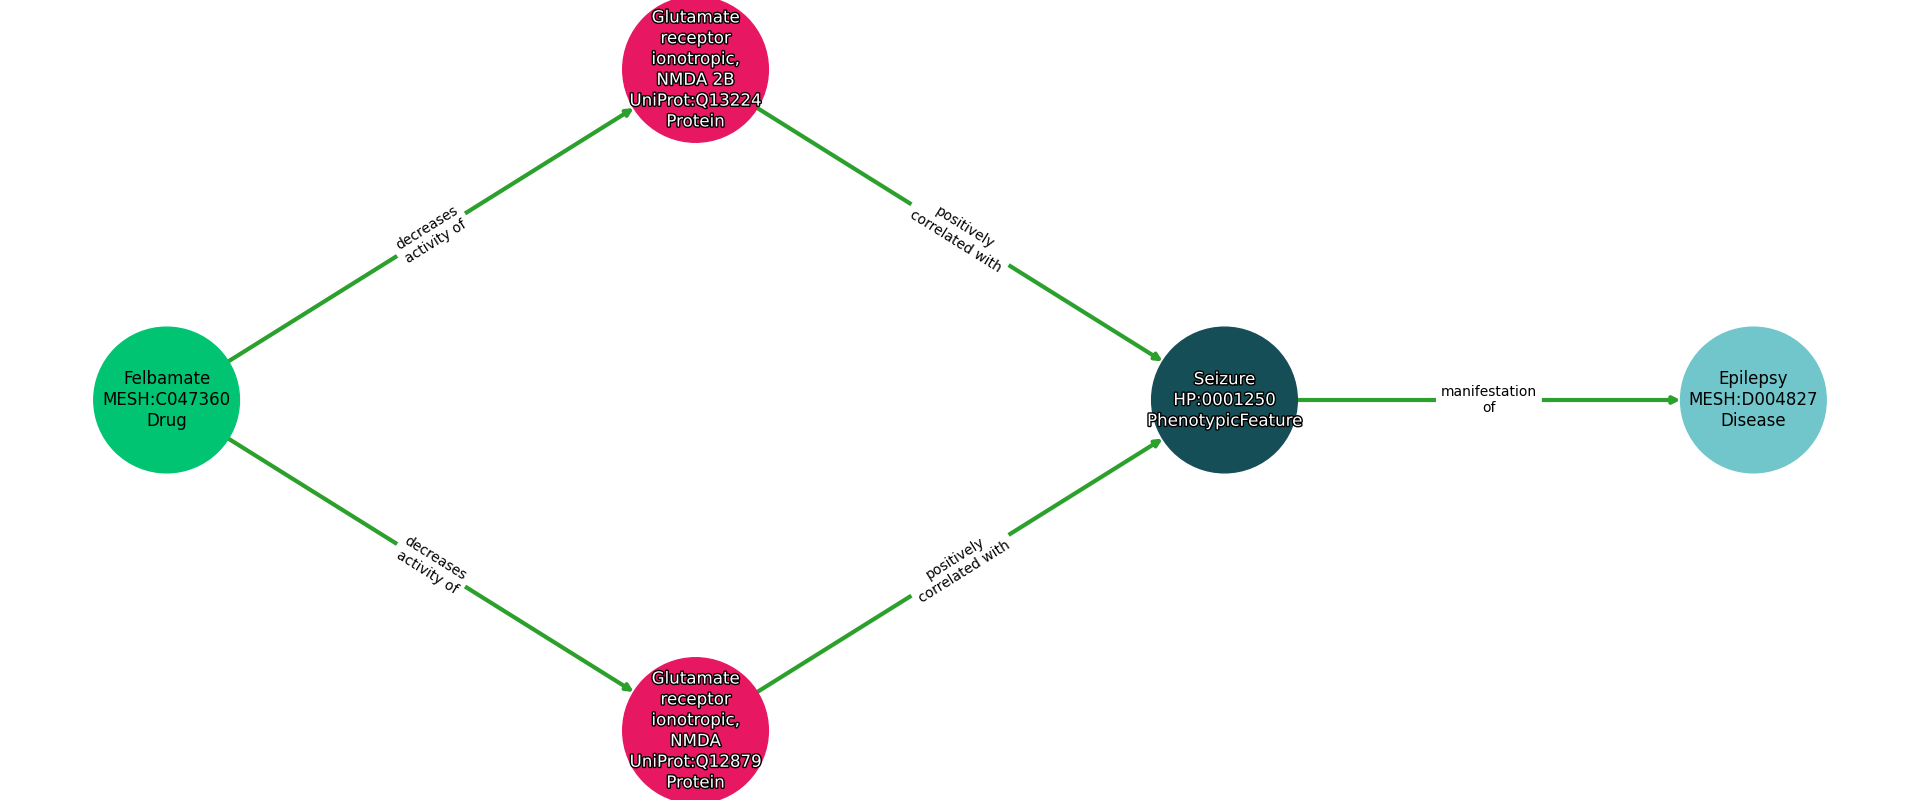 Glutamate
receptor
ionotropic,
NMDA 2B
UniProt:Q13224
Protein
decreases
activity of
positively
correlated with
Felbamate
MESH:C047360
Drug
Seizure
HP:0001250
PhenotypicFeature
manifestation
of
Epilepsy
MESH:D004827
Disease
decreases
activity of
positively
correlated with
Glutamate
receptor
ionotropic,
NMDA
UniProt:Q12879
Protein